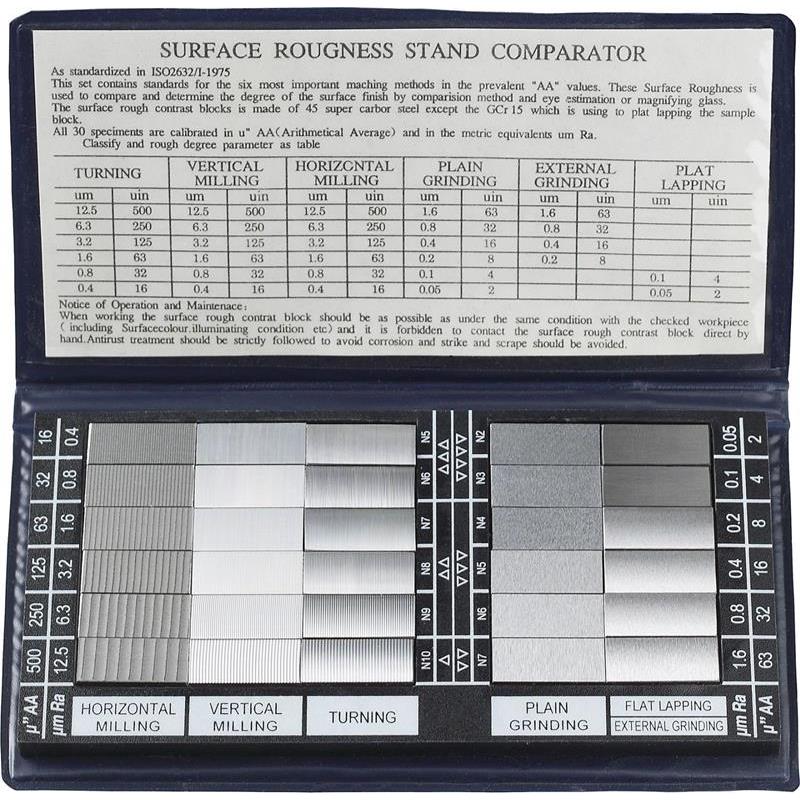 SURFACE ROUGNESS STAND COMPARATOR
As standardized in ISO2632/I-1975
This set contains standards for the six most important maching methods in the prevalent "AA" values. These Surface Roughness is
used to compare and determine the degree of the surface finish by comparision method and eye estimation or magnifying glass.
The surface rough contrast blocks is made of 45 super carbor steel except the GCr15 which is using to plat lapping the sample
block.
All 30 speciments are calibrated in u" AA(Arithmetical Average) and in the metric equivalents um Ra.
Classify and rough degree parameter as table
TURNING VERTICAL MILLING HORIZCNTAL MILLING PLAIN GRINDING EXTERNAL GRINDING PLAT LAPPING
um uin um uin um uin um uin um uin um uin
12.5 500 12.5 500 12.5 500 1.6 63 1.6 63
6.3 250 6.3 250 6.3 250 0.8 32 0.8 32
3.2 125 3.2 125 3.2 125 0.4 16 0.4 16
1.6 63 1.6 63 1.6 63 0.2 8 0.2 8
0.8 32 0.8 32 0.8 32 0.1 4 0.1 4
0.4 16 0.4 16 0.4 16 0.05 2 0.05 2
Notice of Operation and Maintenace:
When working the surface rough contrat block should be as possible as under the same condition with the checked workpiece
( including Surfacecolour.illuminating condition etc) and it is forbidden to contact the surface rough contrast block direct by
hand.Antirust treatment should be strictly followed to avoid corrosion and strike and scrape should be avoided.
16 0.4 N5 N2 0.05 2
32 0.8 N6 N3 0.1 4
63 1.6 N7 N4 0.2 8
125 3.2 N8 N5 0.4 16
250 6.3 N9 N6 0.8 32
500 12.5 N10 N7 1.6 63
µ"AA µm Ra HORIZONTAL MILLING VERTICAL MILLING TURNING PLAIN GRINDING FLAT LAPPING EXTERNAL GRINDING µm Ra µ"AA